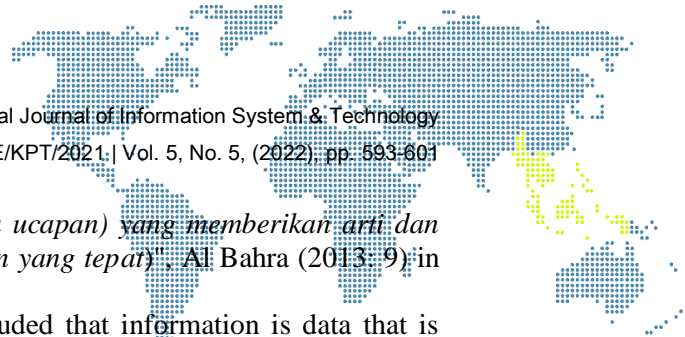 al Journal of Information System & Technology
E/KPT/2021 | Vol. 5, No. 5, (2022), pp. 593-601
ucapan) yang memberikan arti dan
n yang tepat)", Al Bahra (2013: 9) in
uded that information is data that is